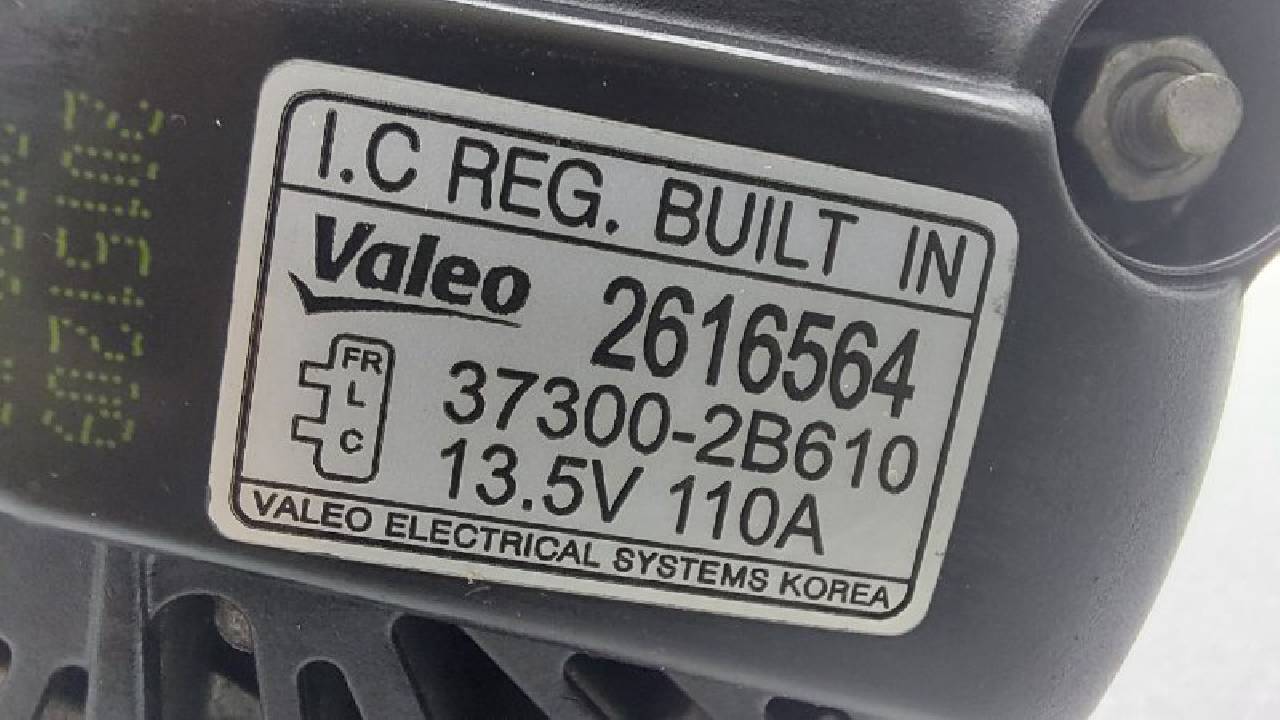 I.C REG. BUILT IN
Valeo 2616564
FR
L
C
37300-2B610
13.5V 110A
VALEO ELECTRICAL SYSTEMS KOREA